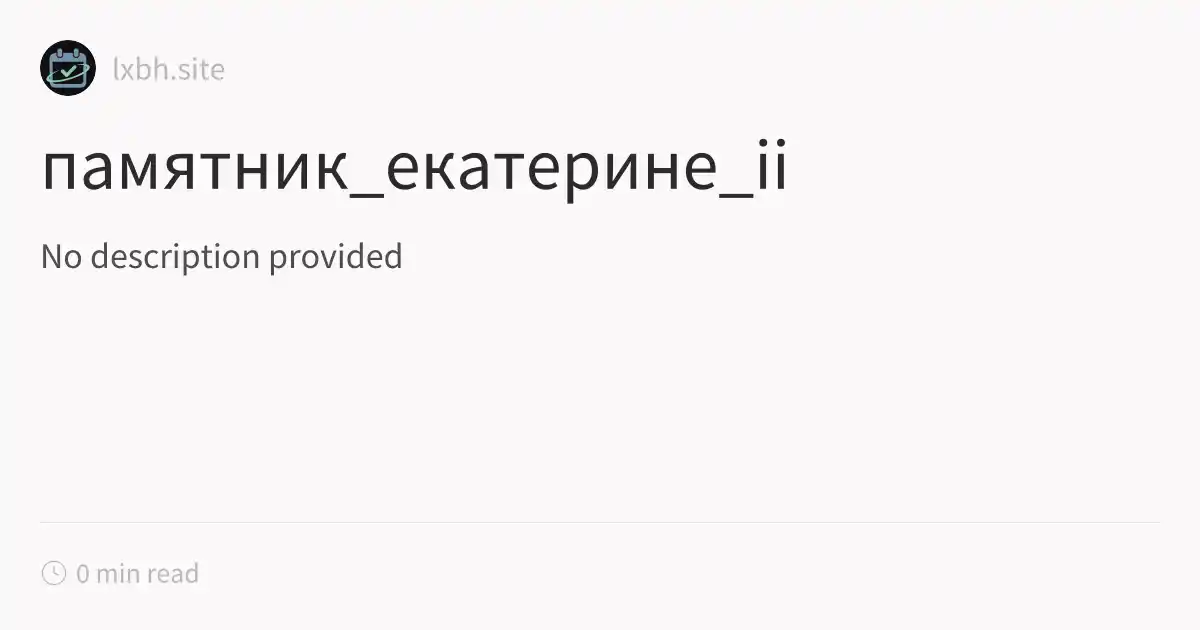 lxbh.site
памятник_екатерине_ii
No description provided
0 min read